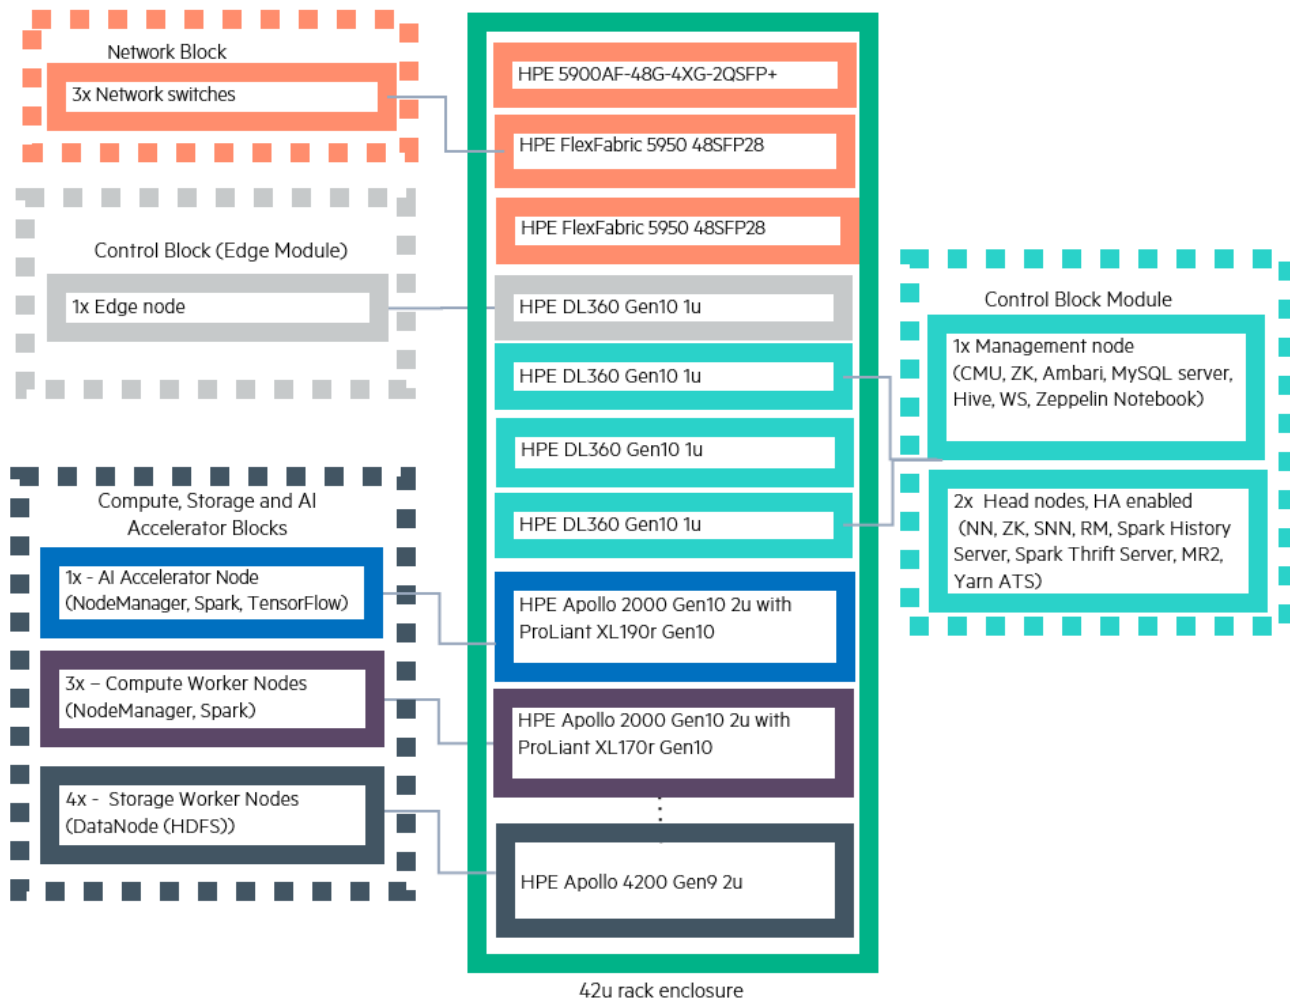 Network Block
3x Network switches
Control Block (Edge Module)
1x Edge node
Compute, Storage and AI
Accelerator Blocks
1x - AI Accelerator Node
(NodeManager, Spark, TensorFlow)
3x – Compute Worker Nodes
(NodeManager, Spark)
4x - Storage Worker Nodes
(DataNode (HDFS))
HPE 5900AF-48G-4XG-2QSFP+
HPE FlexFabric 5950 48SFP28
HPE FlexFabric 5950 48SFP28
HPE DL360 Gen10 1u
HPE DL360 Gen10 1u
HPE DL360 Gen10 1u
HPE DL360 Gen10 1u
HPE Apollo 2000 Gen10 2u with
ProLiant XL190r Gen10
HPE Apollo 2000 Gen10 2u with
ProLiant XL170r Gen10
HPE Apollo 4200 Gen9 2u
42u rack enclosure
Control Block Module
1x Management node
(CMU, ZK, Ambari, MySQL server,
Hive, WS, Zeppelin Notebook)
2x Head nodes, HA enabled
(NN, ZK, SNN, RM, Spark History
Server, Spark Thrift Server, MR2,
Yarn ATS)